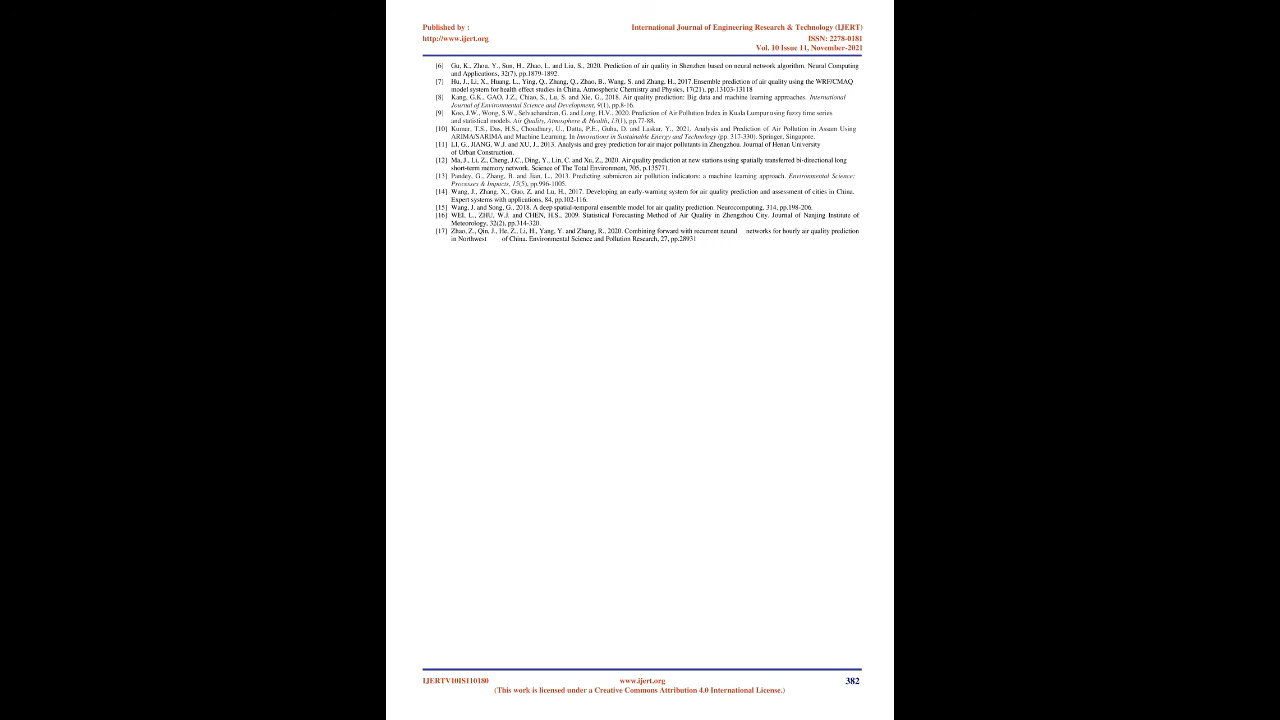 Published by :
International Journal of Engineering Research & Technology (IJERT)
http://www.ijert.org
ISSN: 2278-0181
Vol. 10 Issue 11, November-2021
[6] Gu, K., Zhou, Y., Sun, H., Zhao, L. and Liu, S., 2020. Prediction of air quality in Shenzhen based on neural network algorithm. Neural Computing
and Applications, 32(7), pp.1879-1892.
[7] Hu, J., Li, X., Huang, L., Ying, Q., Zhang, Q., Zhao, B., Wang, S. and Zhang, H., 2017.Ensemble prediction of air quality using the WRF/CMAQ
model system for health effect studies in China. Atmospheric Chemistry and Physics, 17(21), pp.13103-13118
[8] Kang, G.K., GAO, J.Z., Chiao, S., Lu, S. and Xie, G., 2018. Air quality prediction: Big data and machine learning approaches. International
Journal of Environmental Science and Development, 9(1), pp.8-16.
[9] Koo, J.W., Wong, S.W., Selvachandran, G. and Long, H.V., 2020. Prediction of Air Pollution Index in Kuala Lumpur using fuzzy time series
and statistical models. Air Quality, Atmosphere & Health, 13(1), pp.77-88.
[10] Kumar, T.S., Das, H.S., Choudhary, U., Dutta, P.E., Guha, D. and Laskar, Y., 2021. Analysis and Prediction of Air Pollution in Assam Using
ARIMA/SARIMA and Machine Learning. In Innovations in Sustainable Energy and Technology (pp. 317-330). Springer, Singapore.
[11] LI, G., JIANG, W.J. and XU, J., 2013. Analysis and grey prediction for air major pollutants in Zhengzhou. Journal of Henan University
of Urban Construction.
[12] Ma, J., Li, Z., Cheng, J.C., Ding, Y., Lin, C. and Xu, Z., 2020. Air quality prediction at new stations using spatially transferred bi-directional long
short-term memory network. Science of The Total Environment, 705, p.135771.
[13] Pandey, G., Zhang, B. and Jian, L., 2013. Predicting submicron air pollution indicators: a machine learning approach. Environmental Science:
Processes & Impacts, 15(5), pp.996-1005.
[14] Wang, J., Zhang, X., Guo, Z. and Lu, H., 2017. Developing an early-warning system for air quality prediction and assessment of cities in China.
Expert systems with applications, 84, pp.102-116.
[15] Wang, J. and Song, G., 2018. A deep spatial-temporal ensemble model for air quality prediction. Neurocomputing, 314, pp.198-206.
[16] WEI, L., ZHU, W.J. and CHEN, H.S., 2009. Statistical Forecasting Method of Air Quality in Zhengzhou City. Journal of Nanjing Institute of
Meteorology, 32(2), pp.314-320.
[17] Zhao, Z., Qin, J., He, Z., Li, H., Yang, Y. and Zhang, R., 2020. Combining forward with recurrent neural networks for hourly air quality prediction
in Northwest of China. Environmental Science and Pollution Research, 27, pp.28931
IJERTV10IS110180
www.ijert.org
382
(This work is licensed under a Creative Commons Attribution 4.0 International License.)